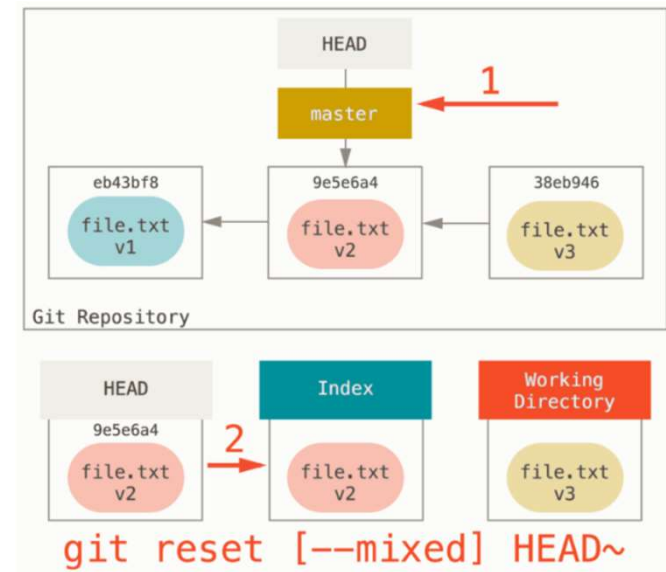 HEAD
1
master
eb43bf8
9e5e6a4
38eb946
file.txt
v1
file.txt
v2
file.txt
v3
Git Repository
HEAD
Index
Working
Directory
9e5e6a4
2
file.txt
v2
file.txt
v2
file.txt
v3
git reset [--mixed] HEAD~